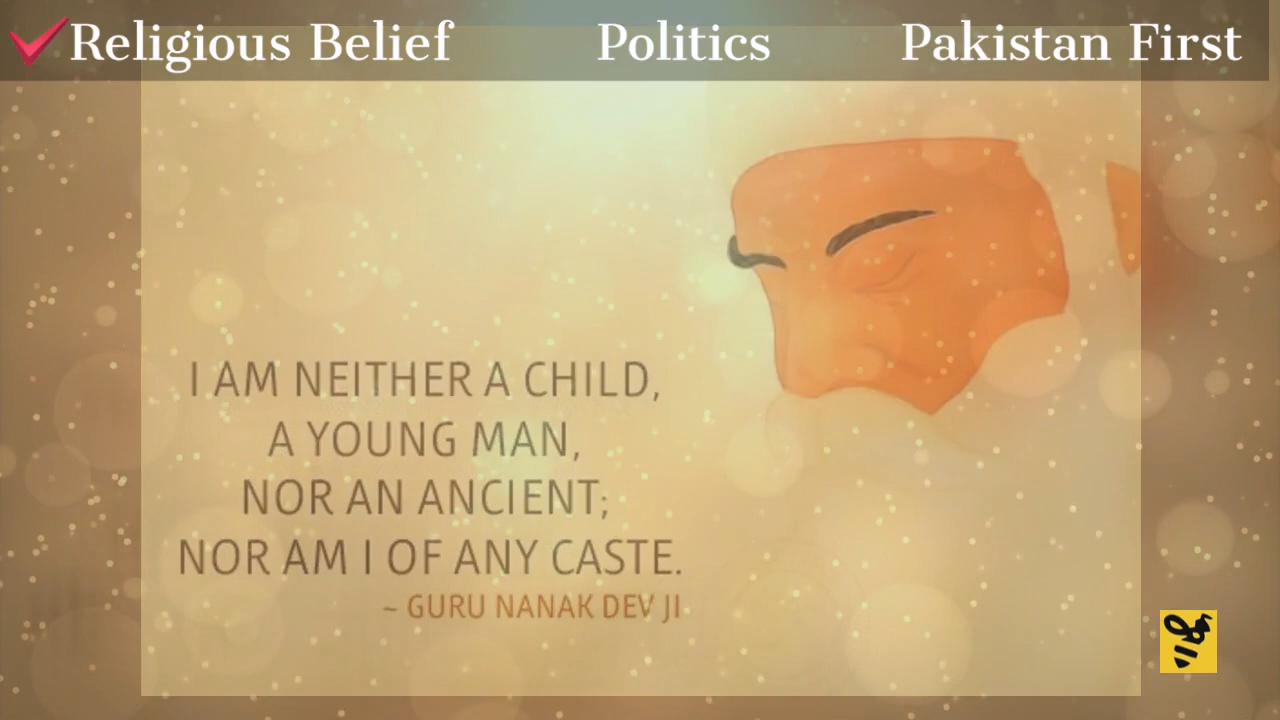 Religious Belief Politics Pakistan First
I AM NEITHER A CHILD,
A YOUNG MAN,
NOR AN ANCIENT;
NOR AM I OF ANY CASTE.
~ GURU NANAK DEV JI